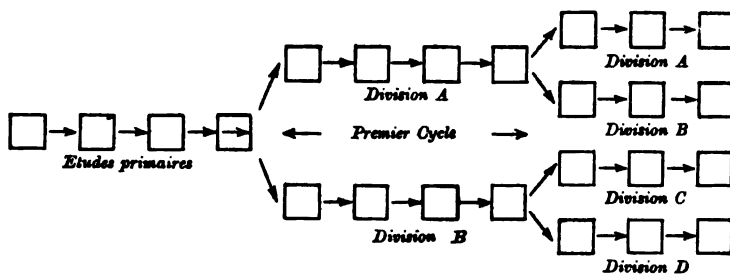 Etudes primaires
Division A
Premier Cycle
Division B
Division A
Division B
Division C
Division D